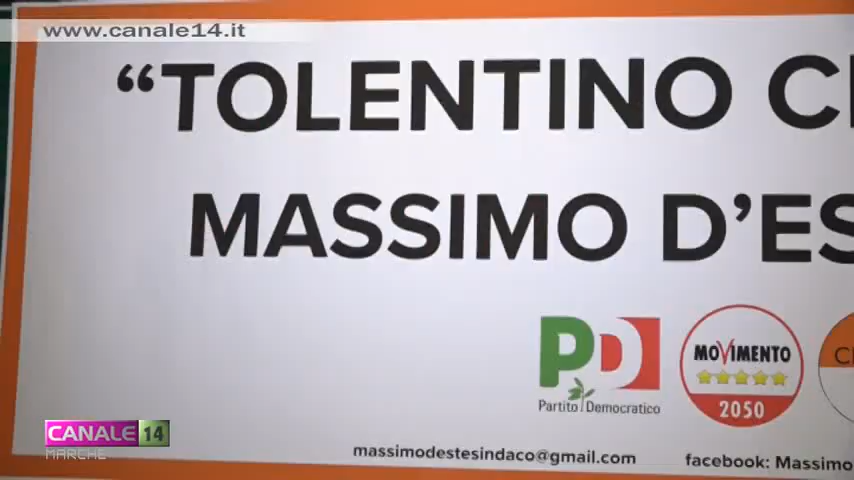 www.canale14.it
“TOLENTINO
MASSIMO D’ES
PD
Partito Democratico
MOVIMENTO
2050
CANALE 14
MARCHE
massimodestesindaco@gmail.com
facebook: Massimo